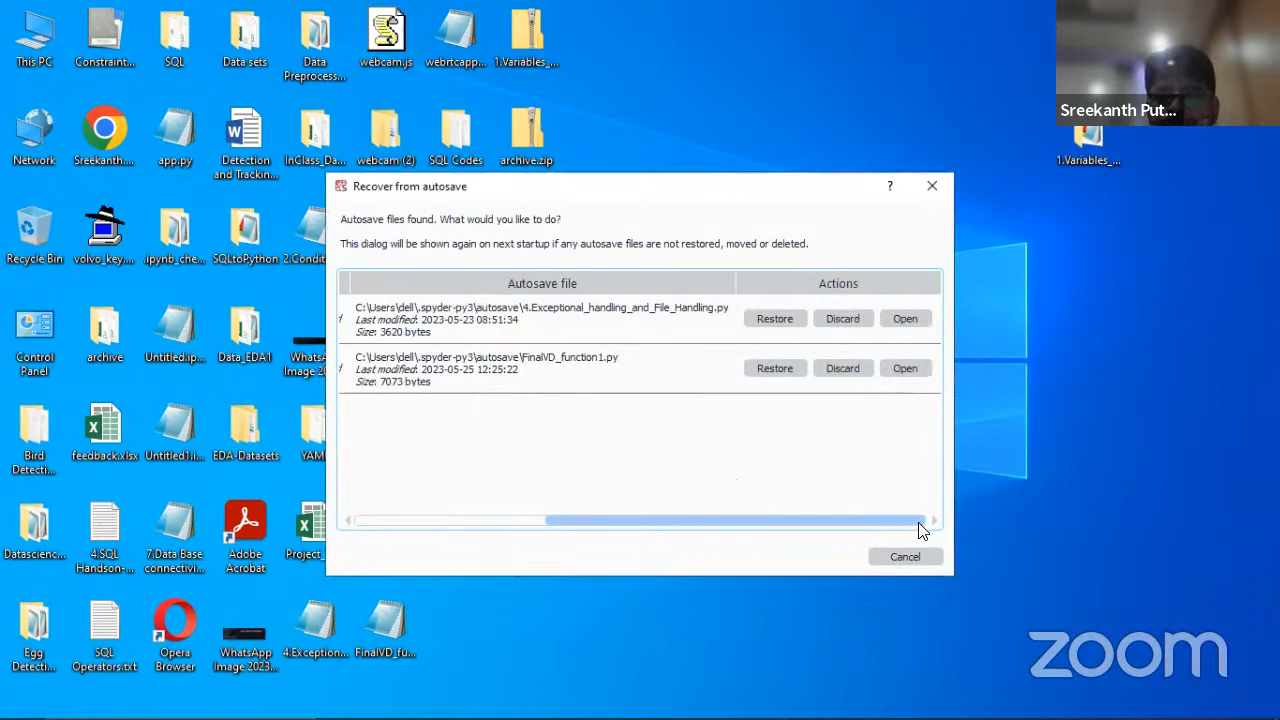 This PC
Constraint...
SQL
Data sets
Data
Preprocess...
webcam.js
webrtcapp...
1.Variables_...
Sreekanth Put...
Network
Sreekanth....
app.py
Detection
and Trackin...
InClass_Da...
webcam (2)
SQL Codes
archive.zip
1.Variables_...
Recover from autosave
?
Autosave files found. What would you like to do?
This dialog will be shown again on next startup if any autosave files are not restored, moved or deleted.
Recycle Bin
volvo_key....
.ipynb_che...
SQLtoPython
2.Condit
Autosave file
Actions
C:\Users\dell\.spyder-py3\autosave\4.Exceptional_handling_and_File_Handling.py
Last modified: 2023-05-23 08:51:34
Size: 3620 bytes
Restore
Discard
Open
C:\Users\dell\.spyder-py3\autosave\FinalVD_function1.py
Last modified: 2023-05-25 12:25:22
Size: 7073 bytes
Restore
Discard
Open
Control
Panel
archive
Untitled.ip...
Data_EDA1
WhatsA
Image 20
Bird
Detecti...
feedback.xlsx
Untitled1.i...
EDA-Datasets
YAM
Datascienc...
4.SQL
Handson-...
7.Data Base
connectivi...
Adobe
Acrobat
Project_
Cancel
Egg
Detecti...
SQL
Operators.txt
Opera
Browser
WhatsApp
Image 2023...
4.Exception...
FinalVD_fu...
zoom